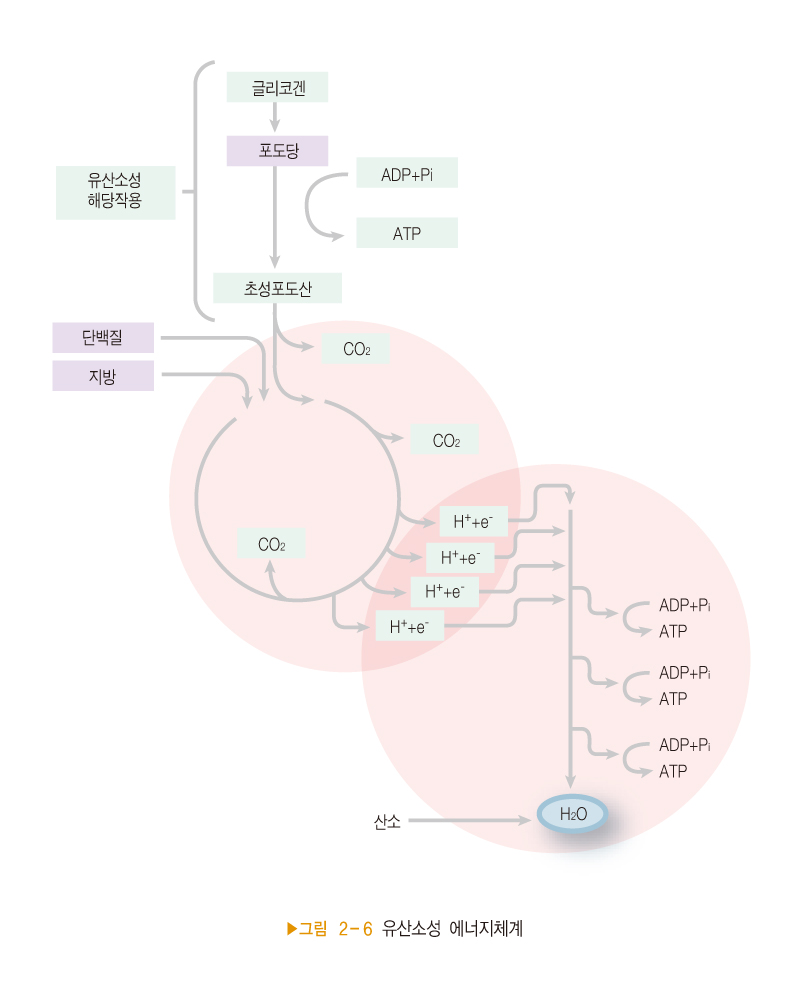 글리코겐
포도당
유산소성
해당작용
ADP+Pi
ATP
초성포도산
단백질
지방
CO₂
CO₂
H⁺+e⁻
H⁺+e⁻
CO₂
H⁺+e⁻
H⁺+e⁻
ADP+Pi
ATP
ADP+Pi
ATP
ADP+Pi
ATP
산소
H₂O
▶그림 2-6 유산소성 에너지체계